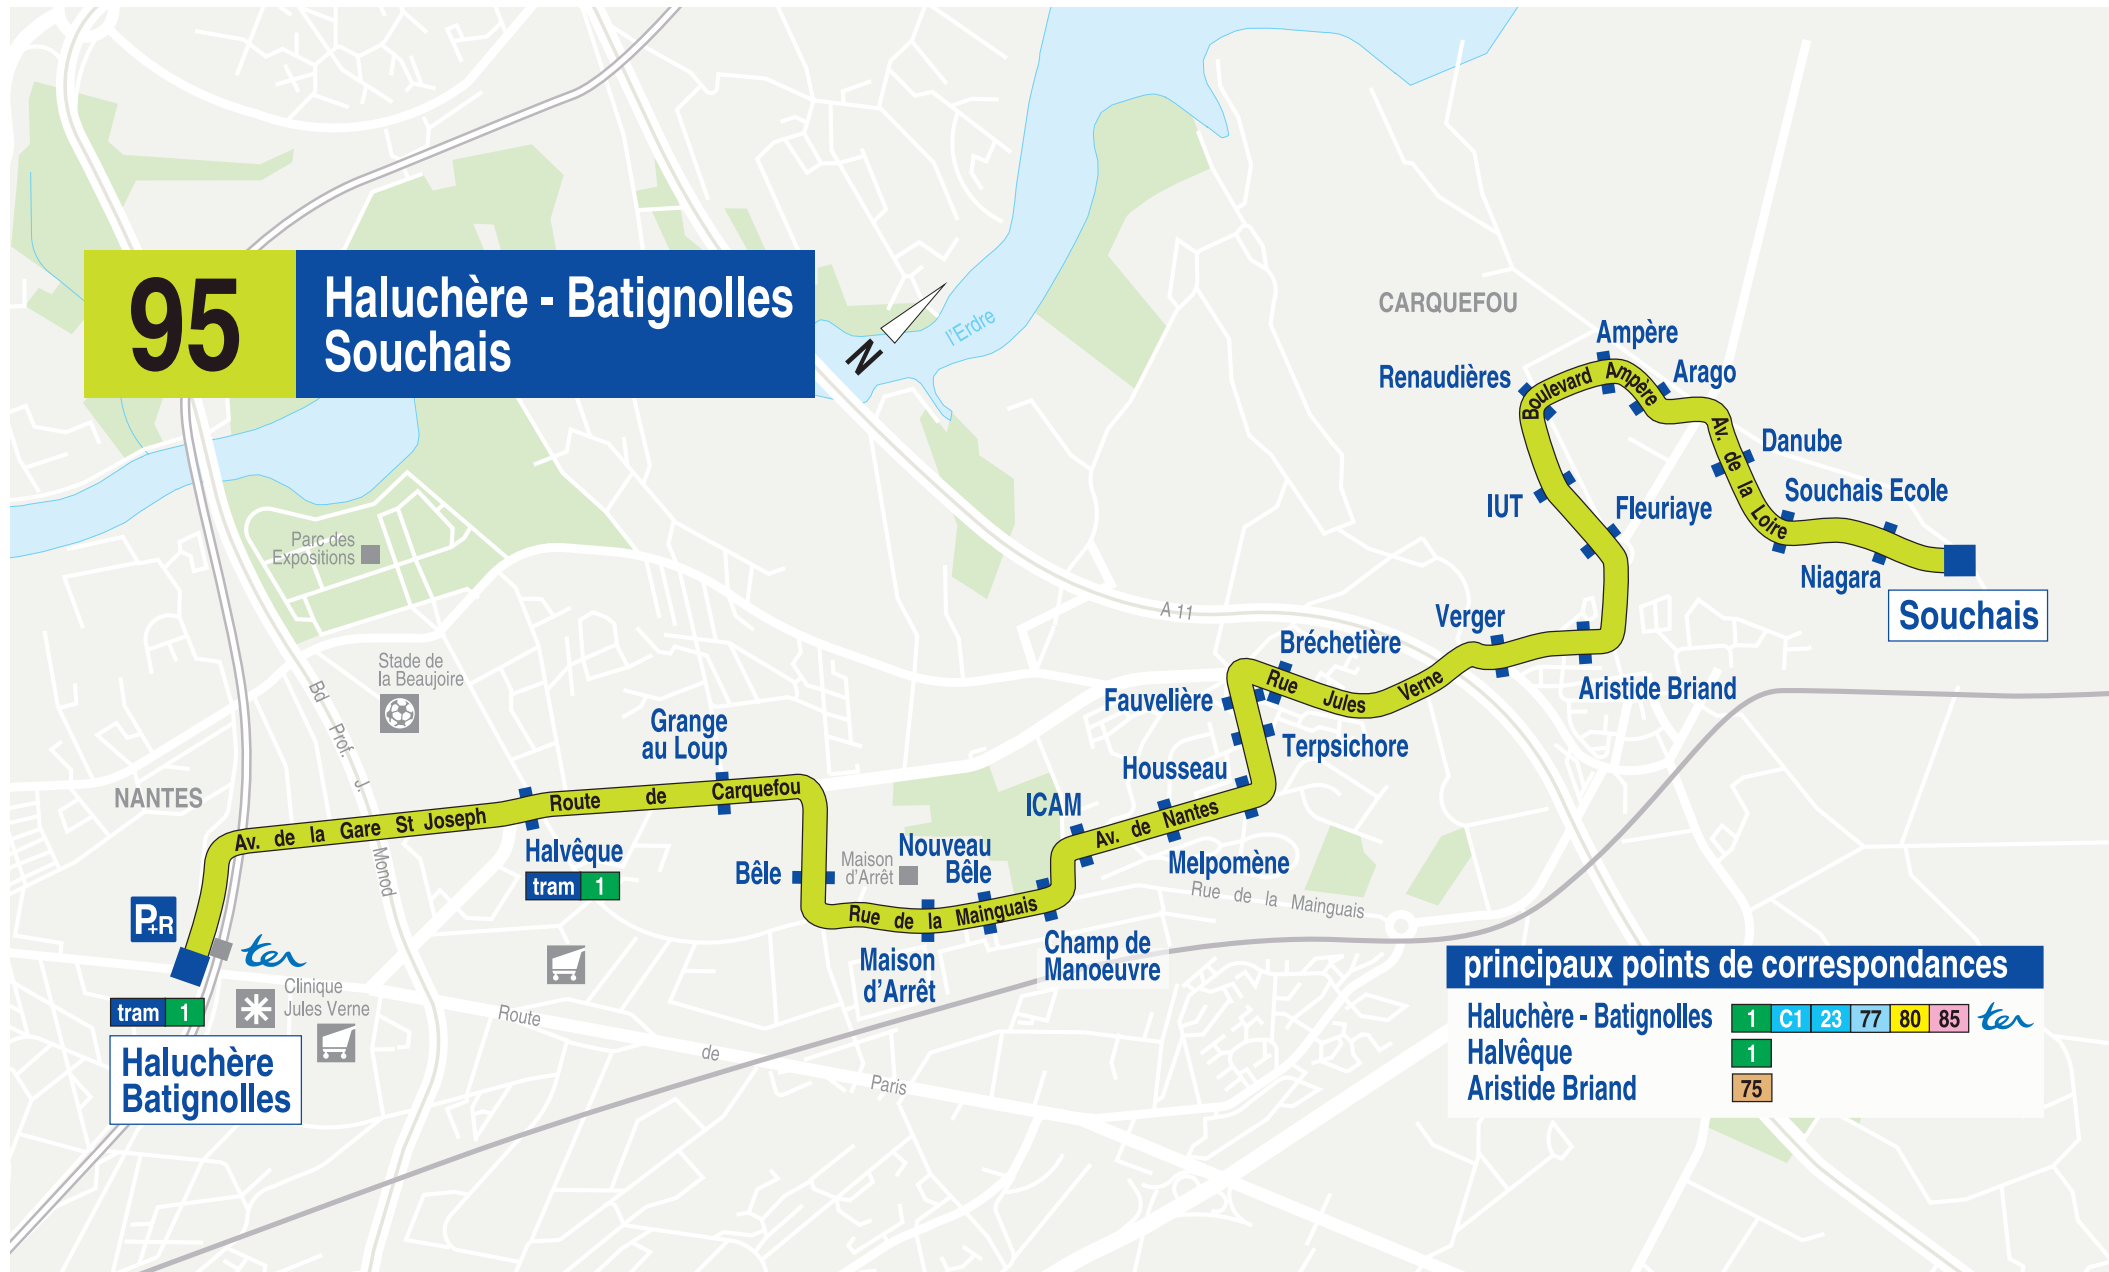 95
Haluchère - Batignolles
Souchais
N
l'Erdre
CARQUEFOU
Ampère
Renaudières
Arago
Boulevard Ampère
Av. de la Loire
Danube
Souchais Ecole
IUT
Fleuriaye
Niagara
Souchais
Parc des
Expositions
A 11
Verger
Bréchetière
Aristide Briand
Rue Jules Verne
Fauvelière
Terpsichore
Stade de
la Beaujoire
Bd Prof. J. Monod
Grange
au Loup
Housseau
NANTES
ICAM
Route de Carquefou
Av. de la Gare St Joseph
Av. de Nantes
Halvêque
tram 1
Bêle
Maison
d'Arrêt
Nouveau
Bêle
Melpomène
Rue de la Mainguais
Rue de la Mainguais
P+R
ter
Maison
d'Arrêt
Champ de
Manoeuvre
Clinique
Jules Verne
tram 1
Haluchère
Batignolles
Route de Paris
principaux points de correspondances
Haluchère - Batignolles 1 C1 23 77 80 85 ter
Halvêque 1
Aristide Briand 75